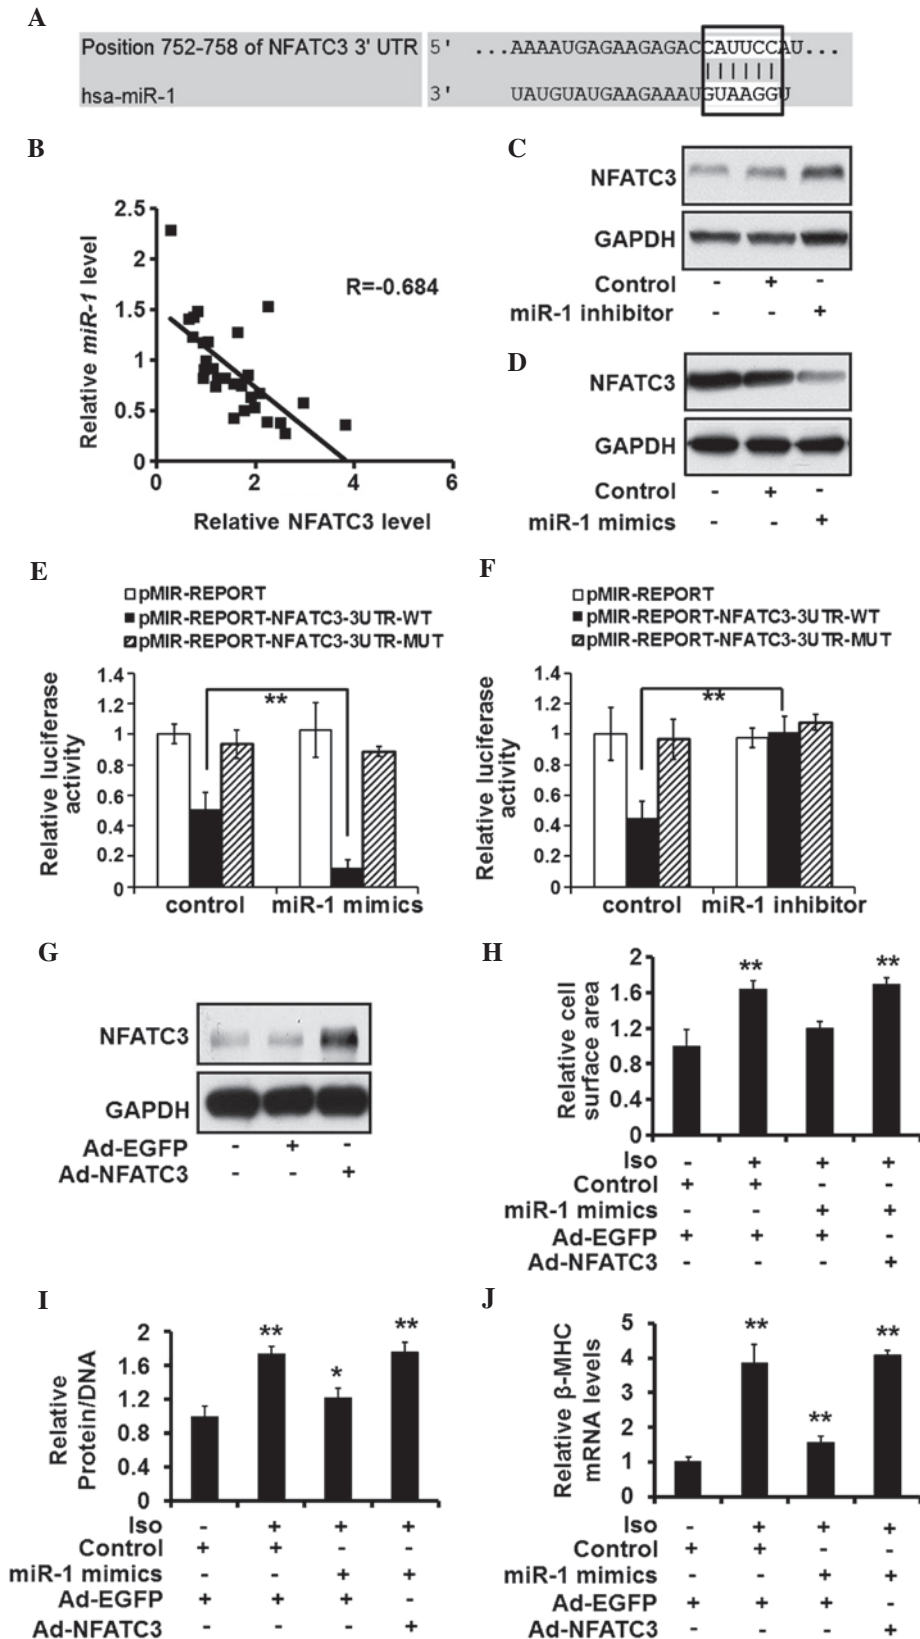 A
Position 752-758 of NFATC3 3' UTR 5' ...AAAAUGAGAAGAGACCAUUCCAU...
hsa-miR-1 3' UAUGUAUGAAGAAAUGUAAGGU
B
2.5
2
1.5
1
0.5
0
Relative miR-1 level
R=-0.684
0 2 4 6
Relative NFATC3 level
C
NFATC3
GAPDH
Control - + -
miR-1 inhibitor - - +
D
NFATC3
GAPDH
Control - + -
miR-1 mimics - - +
E
pMIR-REPORT
pMIR-REPORT-NFATC3-3UTR-WT
pMIR-REPORT-NFATC3-3UTR-MUT
Relative luciferase
activity
1.4
1.2
1
0.8
0.6
0.4
0.2
0
**
control miR-1 mimics
F
pMIR-REPORT
pMIR-REPORT-NFATC3-3UTR-WT
pMIR-REPORT-NFATC3-3UTR-MUT
Relative luciferase
activity
1.4
1.2
1
0.8
0.6
0.4
0.2
0
**
control miR-1 inhibitor
G
NFATC3
GAPDH
Ad-EGFP - + -
Ad-NFATC3 - - +
H
Relative cell
surface area
2
1.6
1.2
0.8
0.4
0
** **
Iso - + + +
Control + + - -
miR-1 mimics - - + +
Ad-EGFP + + + -
Ad-NFATC3 - - - +
I
Relative
Protein/DNA
2
1.6
1.2
0.8
0.4
0
** * **
Iso - + + +
Control + + - -
miR-1 mimics - - + +
Ad-EGFP + + + -
Ad-NFATC3 - - - +
J
Relative β-MHC
mRNA levels
5
4
3
2
1
0
** ** **
Iso - + + +
Control + + - -
miR-1 mimics - - + +
Ad-EGFP + + + -
Ad-NFATC3 - - - +